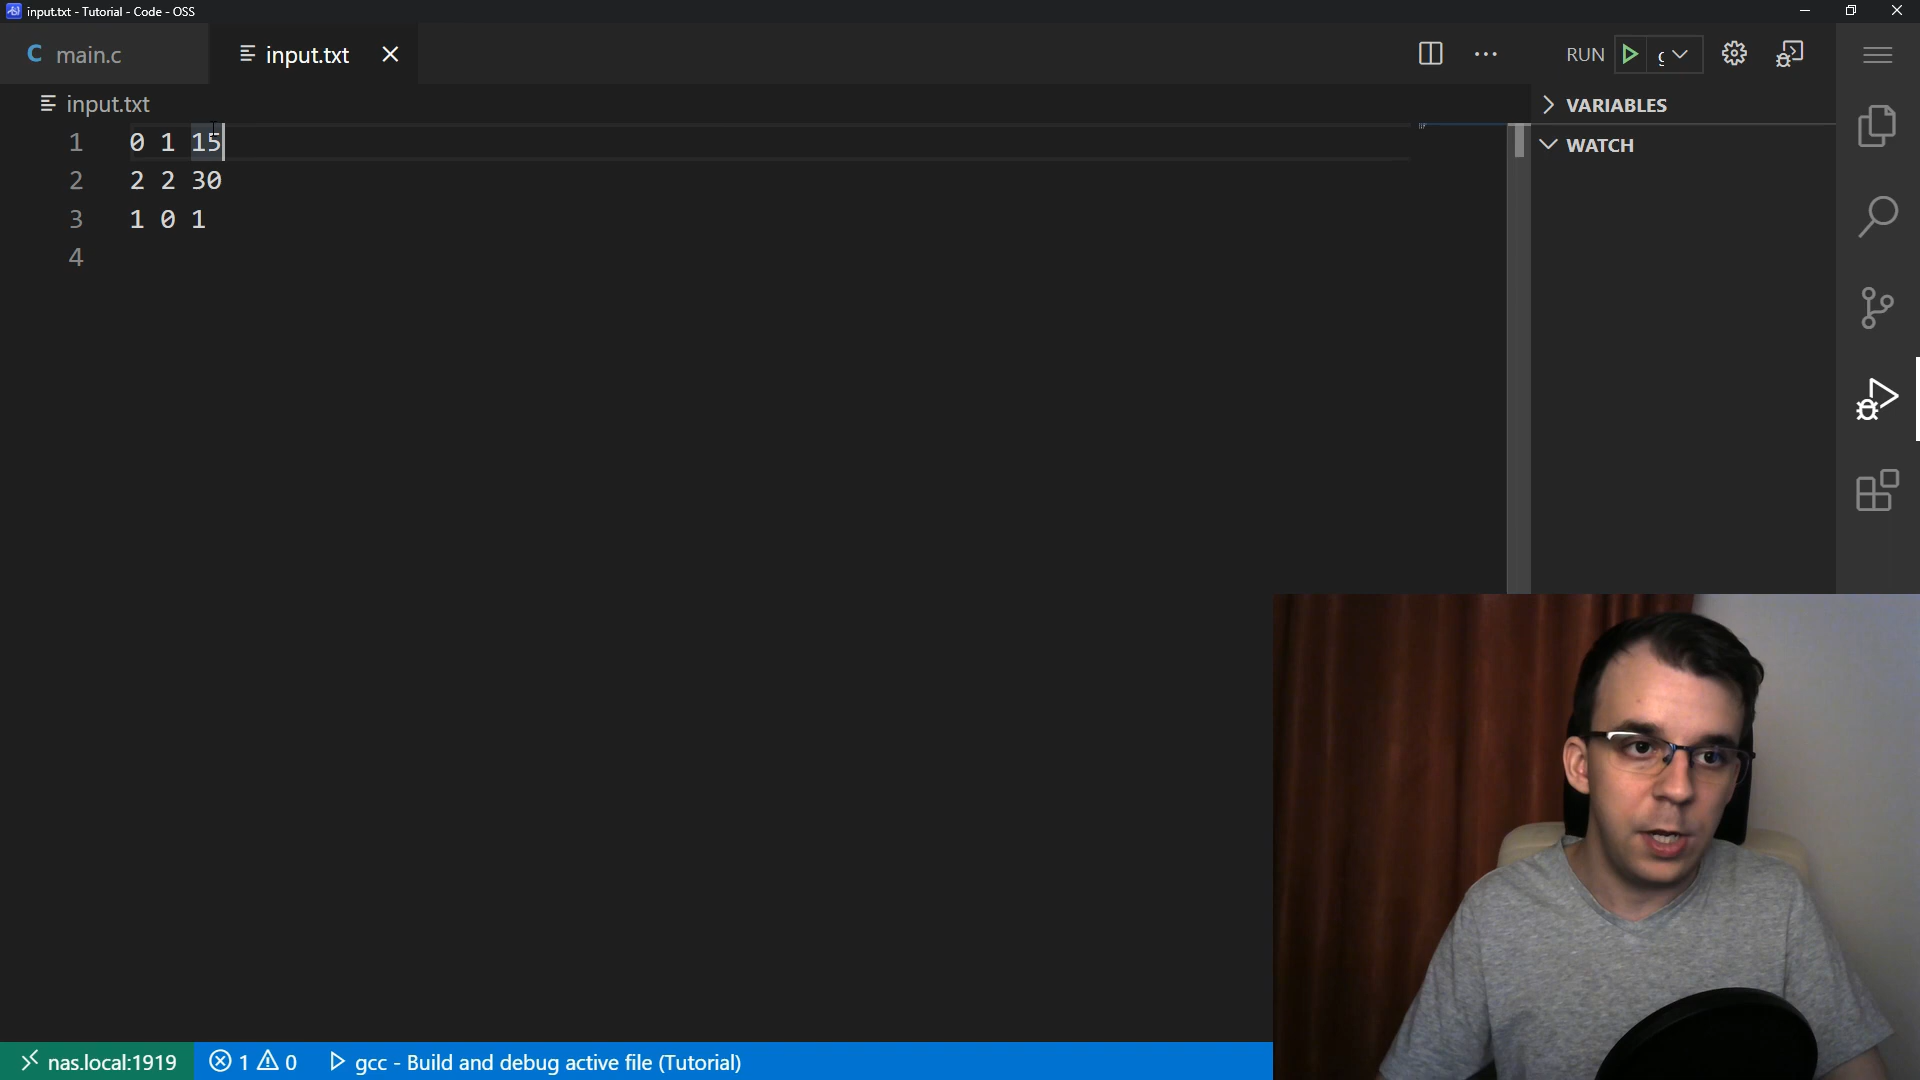 input.txt - Tutorial - Code - OSS
main.c
input.txt
RUN
input.txt
VARIABLES
1 0 1 15
WATCH
2 2 2 30
3 1 0 1
4
nas.local:1919 1 0 gcc - Build and debug active file (Tutorial)